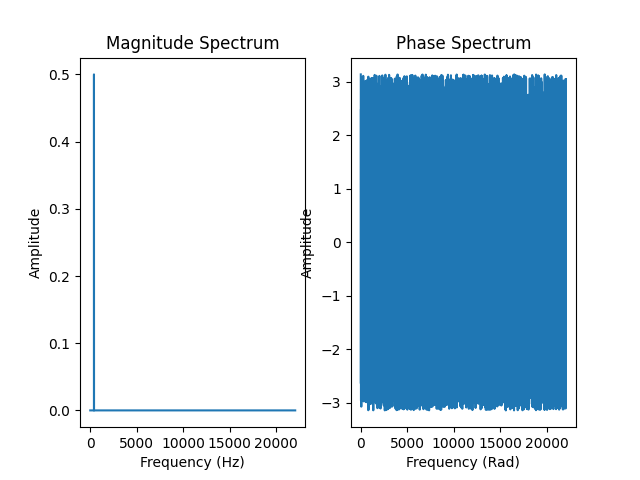 Magnitude Spectrum
Amplitude
0.5
0.4
0.3
0.2
0.1
0.0
0 5000 10000 15000 20000
Frequency (Hz)
Phase Spectrum
Amplitude
3
2
1
0
−1
−2
−3
0 5000 10000 15000 20000
Frequency (Rad)